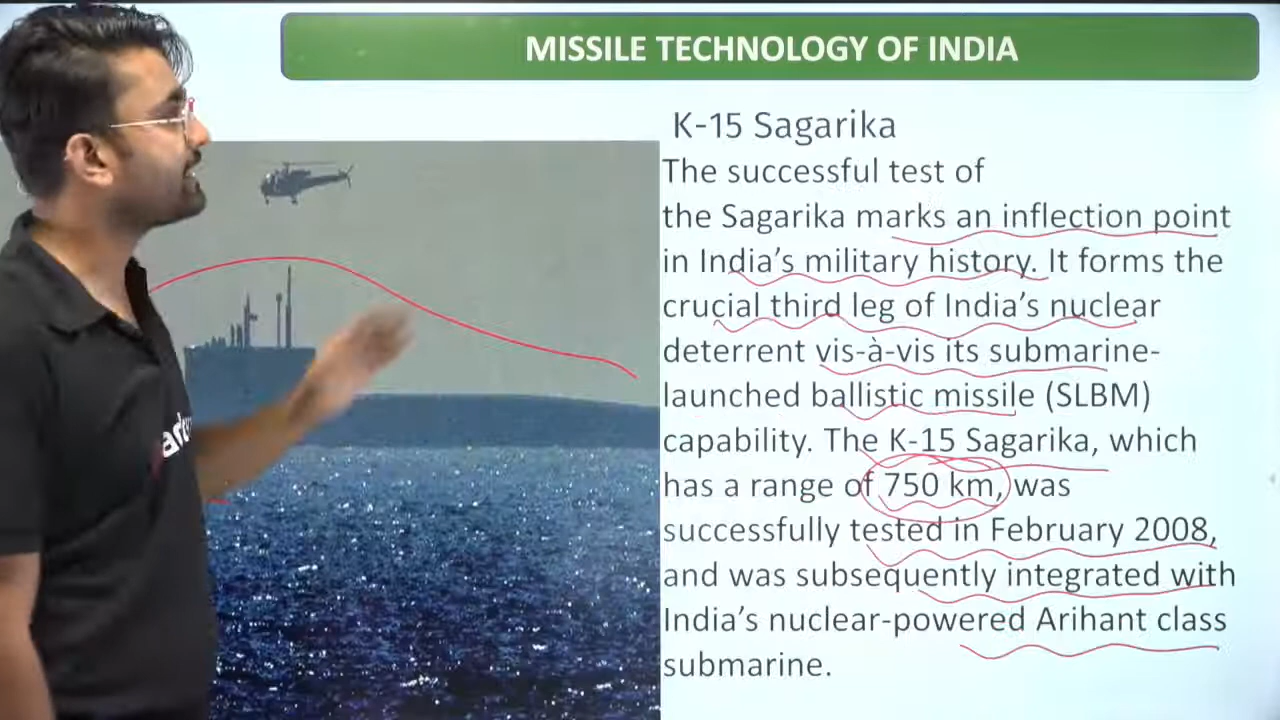 MISSILE TECHNOLOGY OF INDIA
K-15 Sagarika
The successful test of
the Sagarika marks an inflection point
in India's military history. It forms the
crucial third leg of India's nuclear
deterrent vis-à-vis its submarine-
launched ballistic missile (SLBM)
capability. The K-15 Sagarika, which
has a range of 750 km, was
successfully tested in February 2008,
and was subsequently integrated with
India's nuclear-powered Arihant class
submarine.